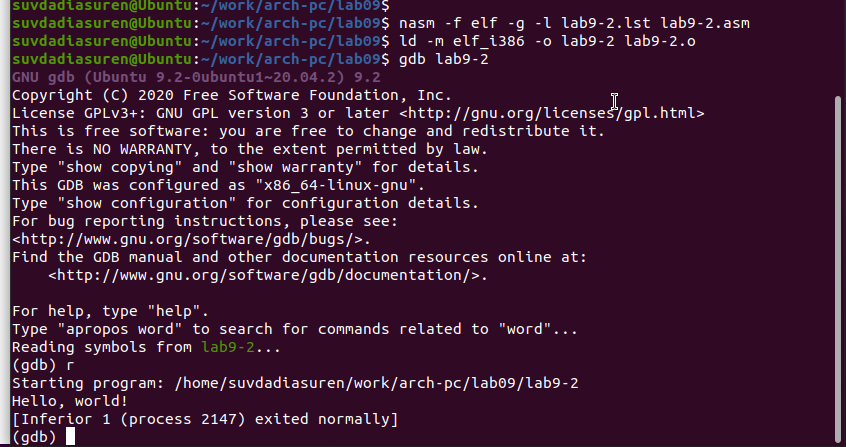 suvdadiasuren@Ubuntu:~/work/arch-pc/lab09$
suvdadiasuren@Ubuntu:~/work/arch-pc/lab09$ nasm -f elf -g -l lab9-2.lst lab9-2.asm
suvdadiasuren@Ubuntu:~/work/arch-pc/lab09$ ld -m elf_i386 -o lab9-2 lab9-2.o
suvdadiasuren@Ubuntu:~/work/arch-pc/lab09$ gdb lab9-2
GNU gdb (Ubuntu 9.2-0ubuntu1~20.04.2) 9.2
Copyright (C) 2020 Free Software Foundation, Inc.
License GPLv3+: GNU GPL version 3 or later <http://gnu.org/licenses/gpl.html>
This is free software: you are free to change and redistribute it.
There is NO WARRANTY, to the extent permitted by law.
Type "show copying" and "show warranty" for details.
This GDB was configured as "x86_64-linux-gnu".
Type "show configuration" for configuration details.
For bug reporting instructions, please see:
<http://www.gnu.org/software/gdb/bugs/>.
Find the GDB manual and other documentation resources online at:
    <http://www.gnu.org/software/gdb/documentation/>.

For help, type "help".
Type "apropos word" to search for commands related to "word"...
Reading symbols from lab9-2...
(gdb) r
Starting program: /home/suvdadiasuren/work/arch-pc/lab09/lab9-2
Hello, world!
[Inferior 1 (process 2147) exited normally]
(gdb)